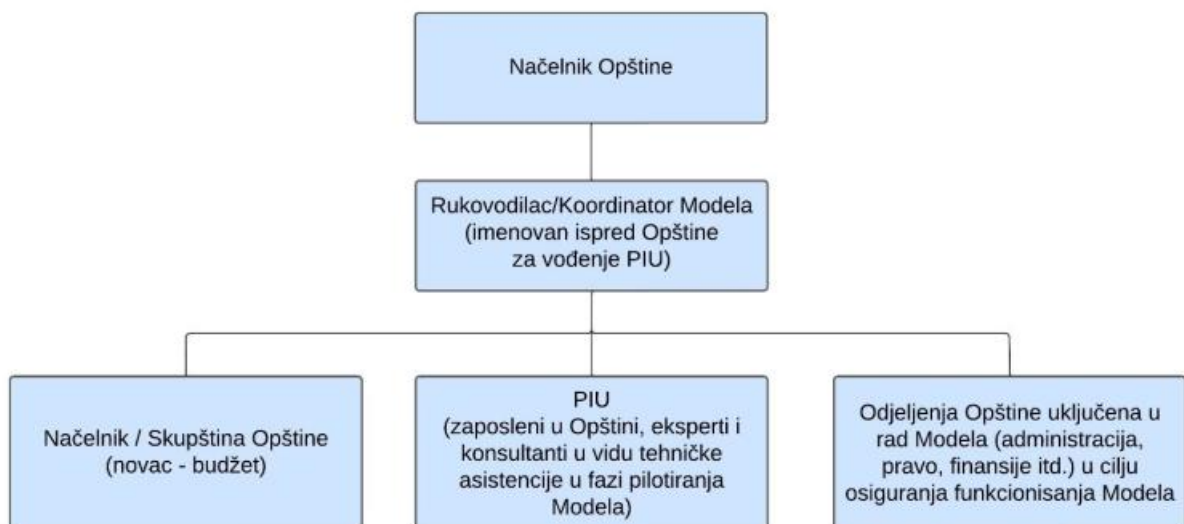 Načelnik Opštine
Rukovodilac/Koordinator Modela
(imenovan ispred Opštine
za vođenje PIU)
Načelnik / Skupština Opštine
(novac - budžet)
PIU
(zaposleni u Opštini, eksperti i
konsultanti u vidu tehničke
asistencije u fazi pilotiranja
Modela)
Odjeljenja Opštine uključena u
rad Modela (administracija,
pravo, finansije itd.) u cilju
osiguranja funkcionisanja Modela